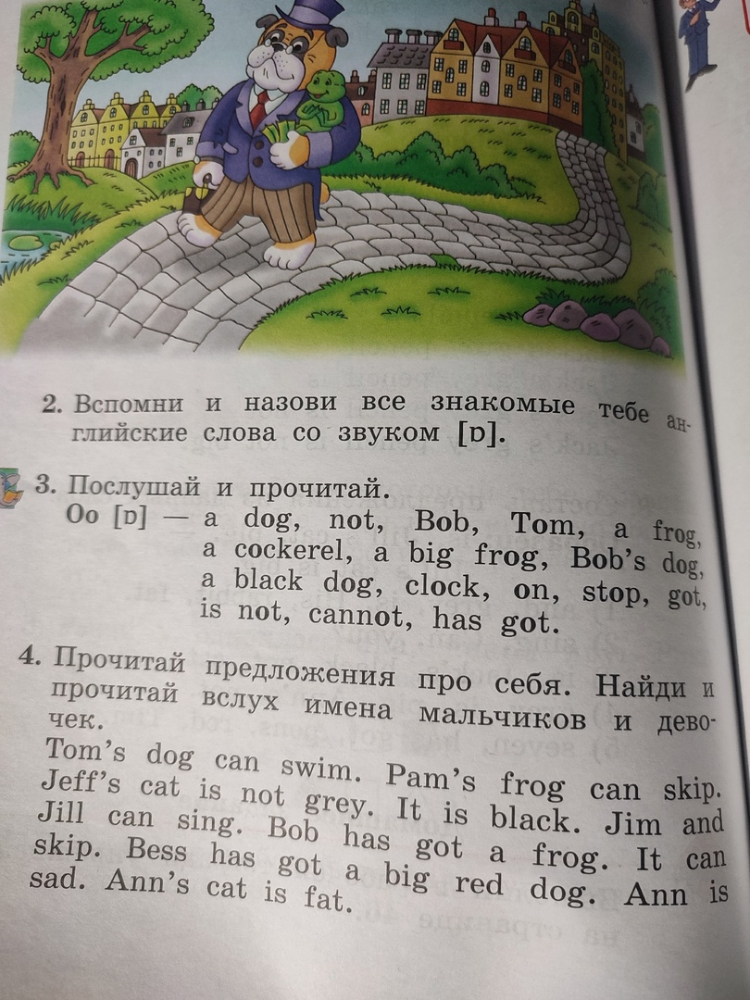 2. Вспомни и назови все знакомые тебе ан-
глийские слова со звуком [ɒ].
3. Послушай и прочитай.
Oo [ɒ] — a dog, not, Bob, Tom, a frog,
a cockerel, a big frog, Bob's dog,
a black dog, clock, on, stop, got,
is not, cannot, has got.
4. Прочитай предложения про себя. Найди и
прочитай вслух имена мальчиков и дево-
чек.
Tom's dog can swim. Pam's frog can skip.
Jeff's cat is not grey. It is black. Jim and
Jill can sing. Bob has got a frog. It can
skip. Bess has got a big red dog. Ann is
sad. Ann's cat is fat.